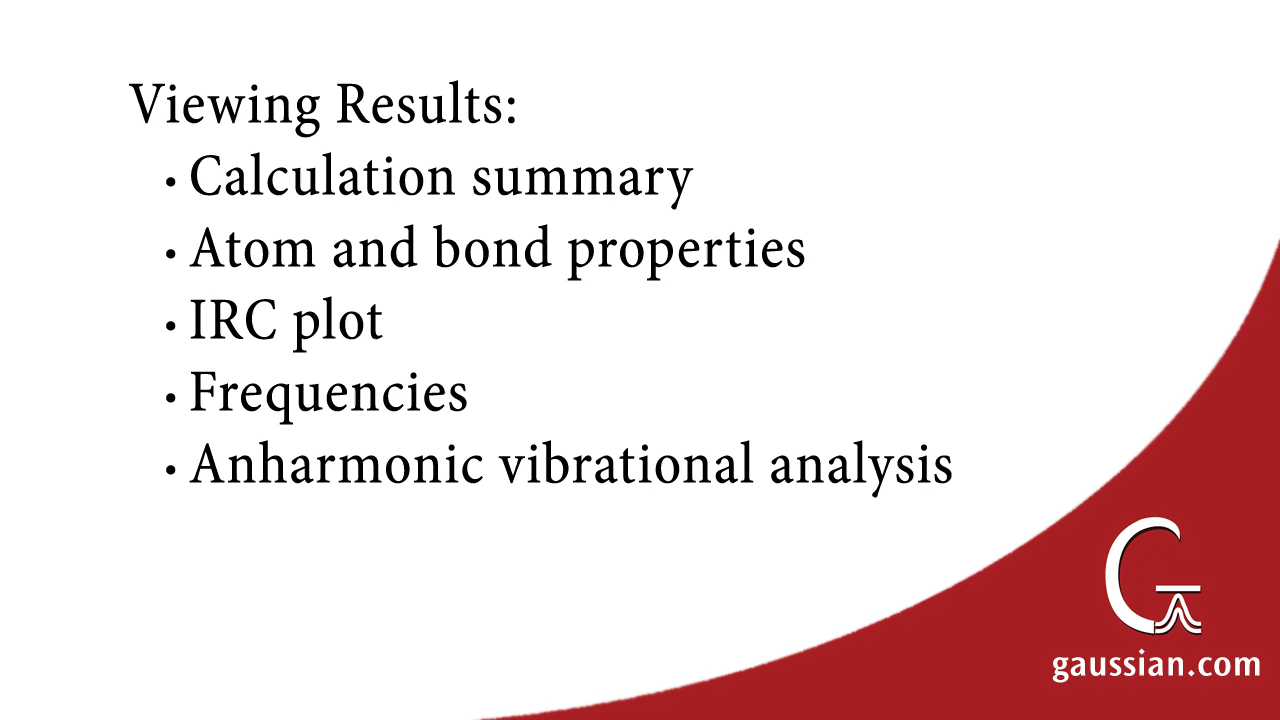 Viewing Results:
• Calculation summary
• Atom and bond properties
• IRC plot
• Frequencies
• Anharmonic vibrational analysis
G
gaussian.com